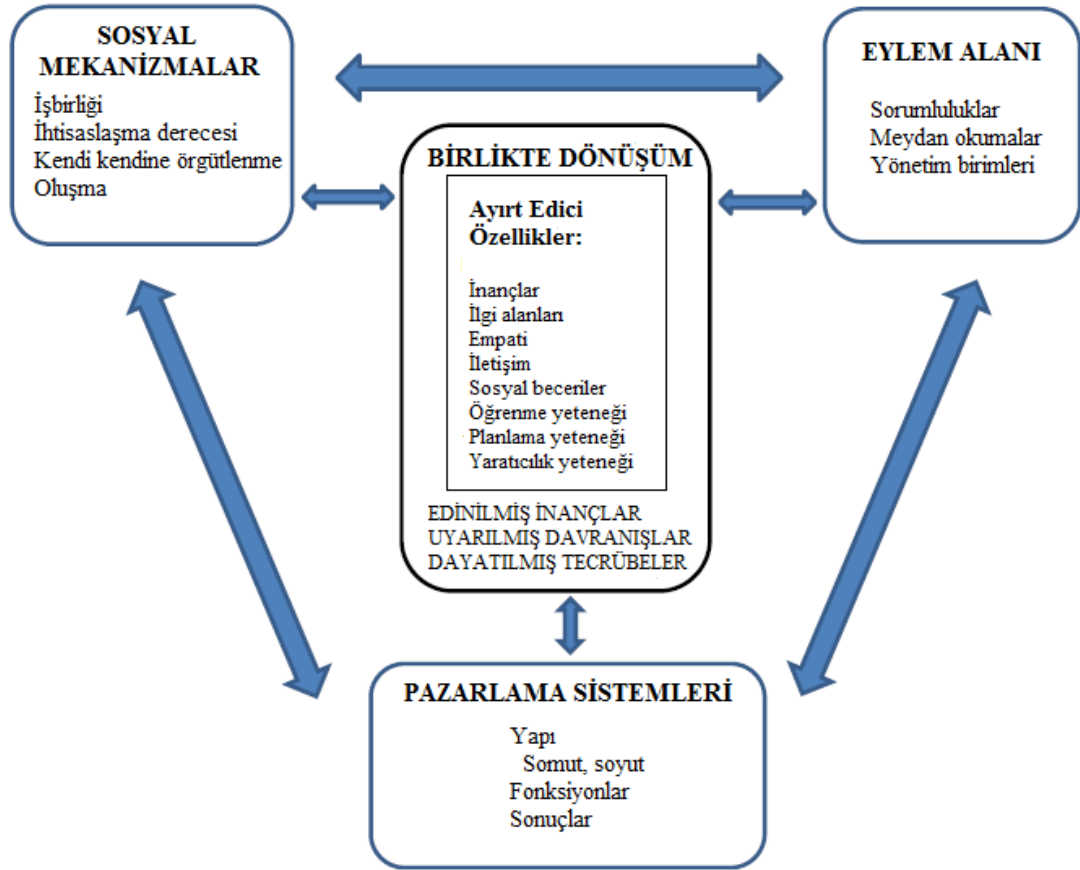 SOSYAL
MEKANİZMALAR
İşbirliği
İhtisaslaşma derecesi
Kendi kendine örgütlenme
Oluşma
EYLEM ALANI
Sorumluluklar
Meydan okumalar
Yönetim birimleri
BİRLİKTE DÖNÜŞÜM
Ayırt Edici
Özellikler:
İnançlar
İlgi alanları
Empati
İletişim
Sosyal beceriler
Öğrenme yeteneği
Planlama yeteneği
Yaratıcılık yeteneği
EDİNİLMİŞ İNANÇLAR
UYARILMIŞ DAVRANIŞLAR
DAYATILMIŞ TECRÜBELER
PAZARLAMA SİSTEMLERİ
Yapı
Somut, soyut
Fonksiyonlar
Sonuçlar